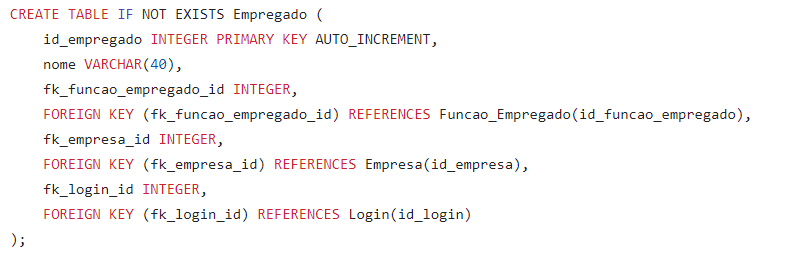 CREATE TABLE IF NOT EXISTS Empregado (
    id_empregado INTEGER PRIMARY KEY AUTO_INCREMENT,
    nome VARCHAR(40),
    fk_funcao_empregado_id INTEGER,
    FOREIGN KEY (fk_funcao_empregado_id) REFERENCES Funcao_Empregado(id_funcao_empregado),
    fk_empresa_id INTEGER,
    FOREIGN KEY (fk_empresa_id) REFERENCES Empresa(id_empresa),
    fk_login_id INTEGER,
    FOREIGN KEY (fk_login_id) REFERENCES Login(id_login)
);